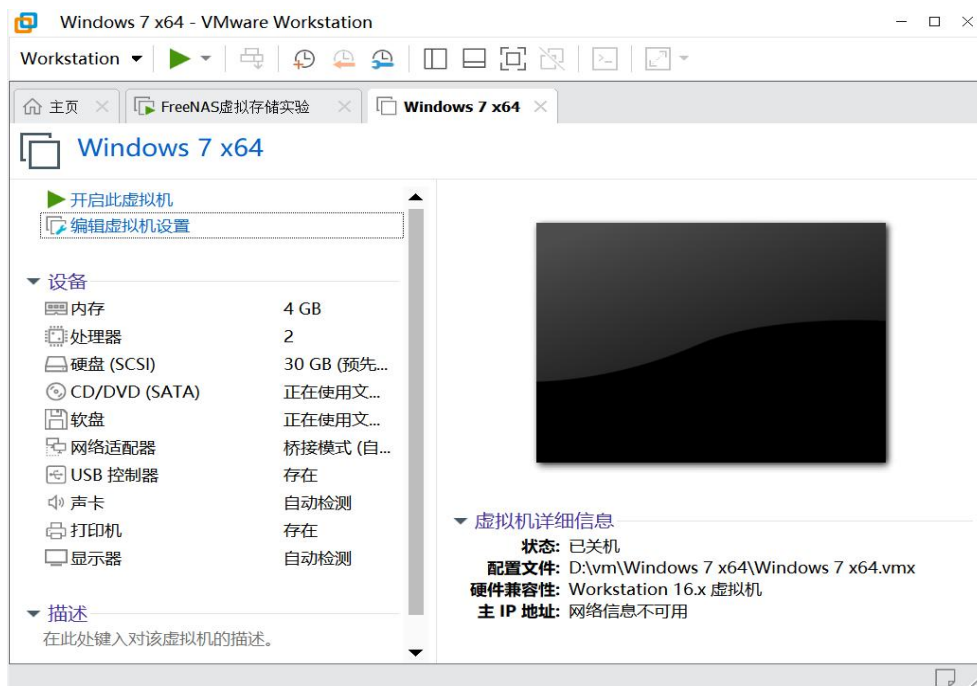 Windows 7 x64 - VMware Workstation
Workstation
主页
FreeNAS虚拟存储实验
Windows 7 x64
Windows 7 x64
开启此虚拟机
编辑虚拟机设置
设备
内存 4 GB
处理器 2
硬盘 (SCSI) 30 GB (预先...
CD/DVD (SATA) 正在使用文...
软盘 正在使用文...
网络适配器 桥接模式 (自...
USB 控制器 存在
声卡 自动检测
打印机 存在
显示器 自动检测
描述
在此处键入对该虚拟机的描述。
虚拟机详细信息
状态: 已关机
配置文件: D:\vm\Windows 7 x64\Windows 7 x64.vmx
硬件兼容性: Workstation 16.x 虚拟机
主 IP 地址: 网络信息不可用